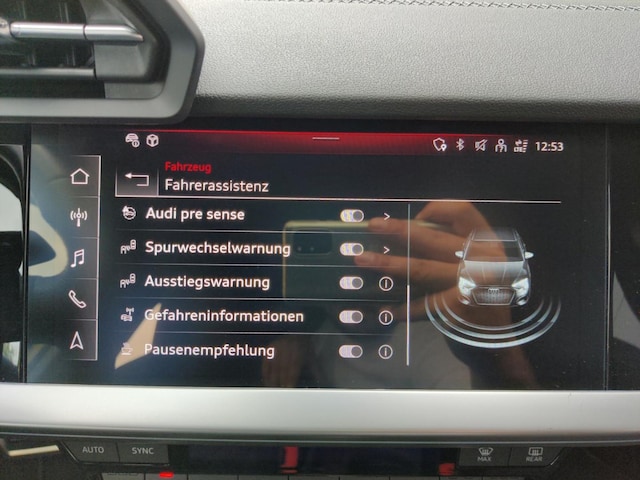 12:53
Fahrzeug
Fahrerassistenz
Audi pre sense
Spurwechselwarnung
Ausstiegswarnung
Gefahreninformationen
Pausenempfehlung
AUTO
SYNC
MAX
REAR